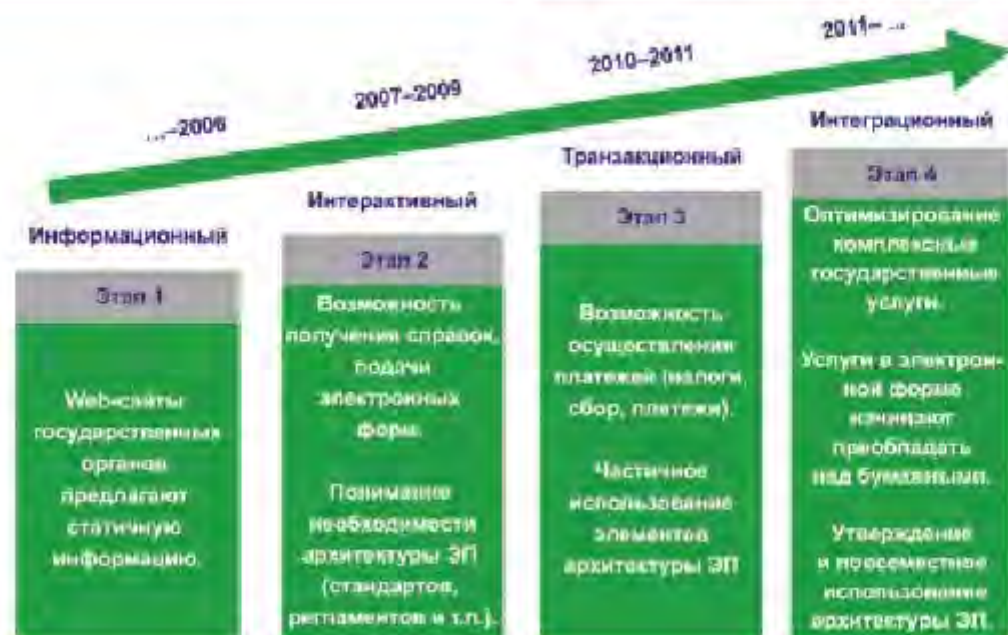 ...–2006
2007–2009
2010–2011
2011– ...
Информационный
Этап 1
Web-сайты
государственных
органов
предлагают
статичную
информацию.
Интерактивный
Этап 2
Возможность
получения справок,
подачи
электронных
форм.
Понимание
необходимости
архитектуры ЭП
(стандартов,
регламентов и т.п.).
Транзакционный
Этап 3
Возможность
осуществления
платежей (налоги,
сбор, платежи).
Частичное
использование
элементов
архитектуры ЭП
Интеграционный
Этап 4
Оптимизирование
комплексные
государственные
услуги.
Услуги в электрон-
ной форме
начинают
преобладать
над бумажными.
Утверждение
и повсеместное
использование
архитектуры ЭП.